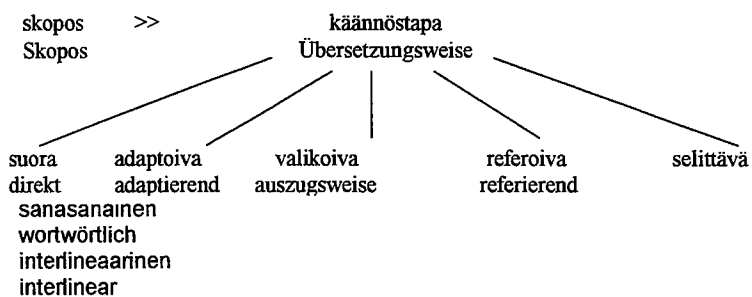 skopos >> käännöstapa
Skopos Übersetzungsweise
suora adaptoiva valikoiva referoiva selittävä
direkt adaptierend auszugsweise referierend
sanasanainen
wortwörtlich
interlineaarinen
interlinear